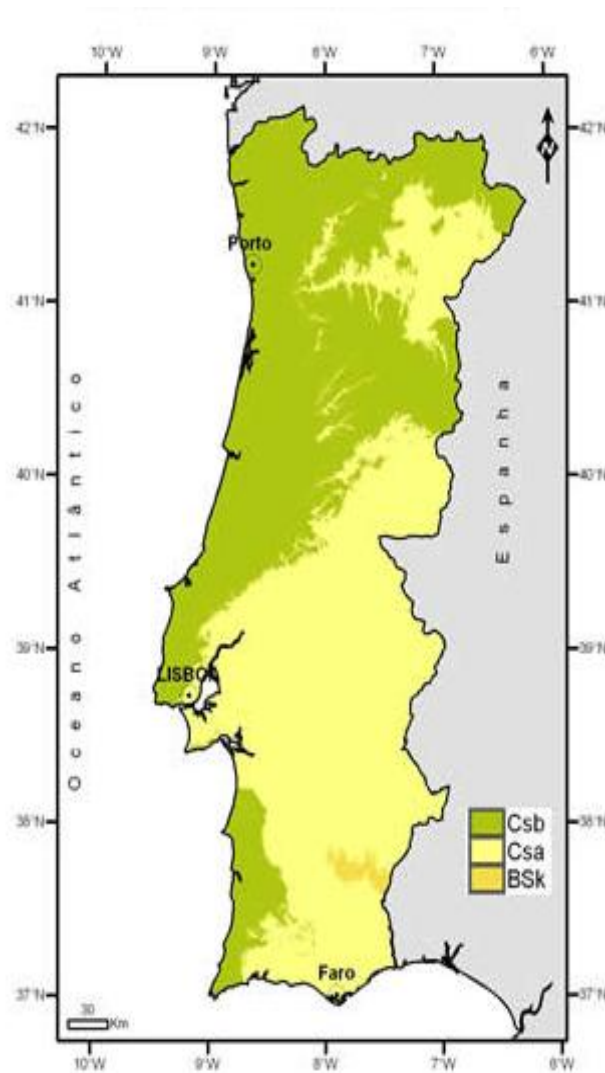 10°W 9°W 8°W 7°W 6°W
42°N 42°N
N
Porto
41°N 41°N
Oceano Atlântico
Espanha
40°N 40°N
39°N 39°N
LISBOA
38°N 38°N
Csb
Csa
BSk
Faro
37°N 37°N
30
Km
10°W 9°W 8°W 7°W 6°W